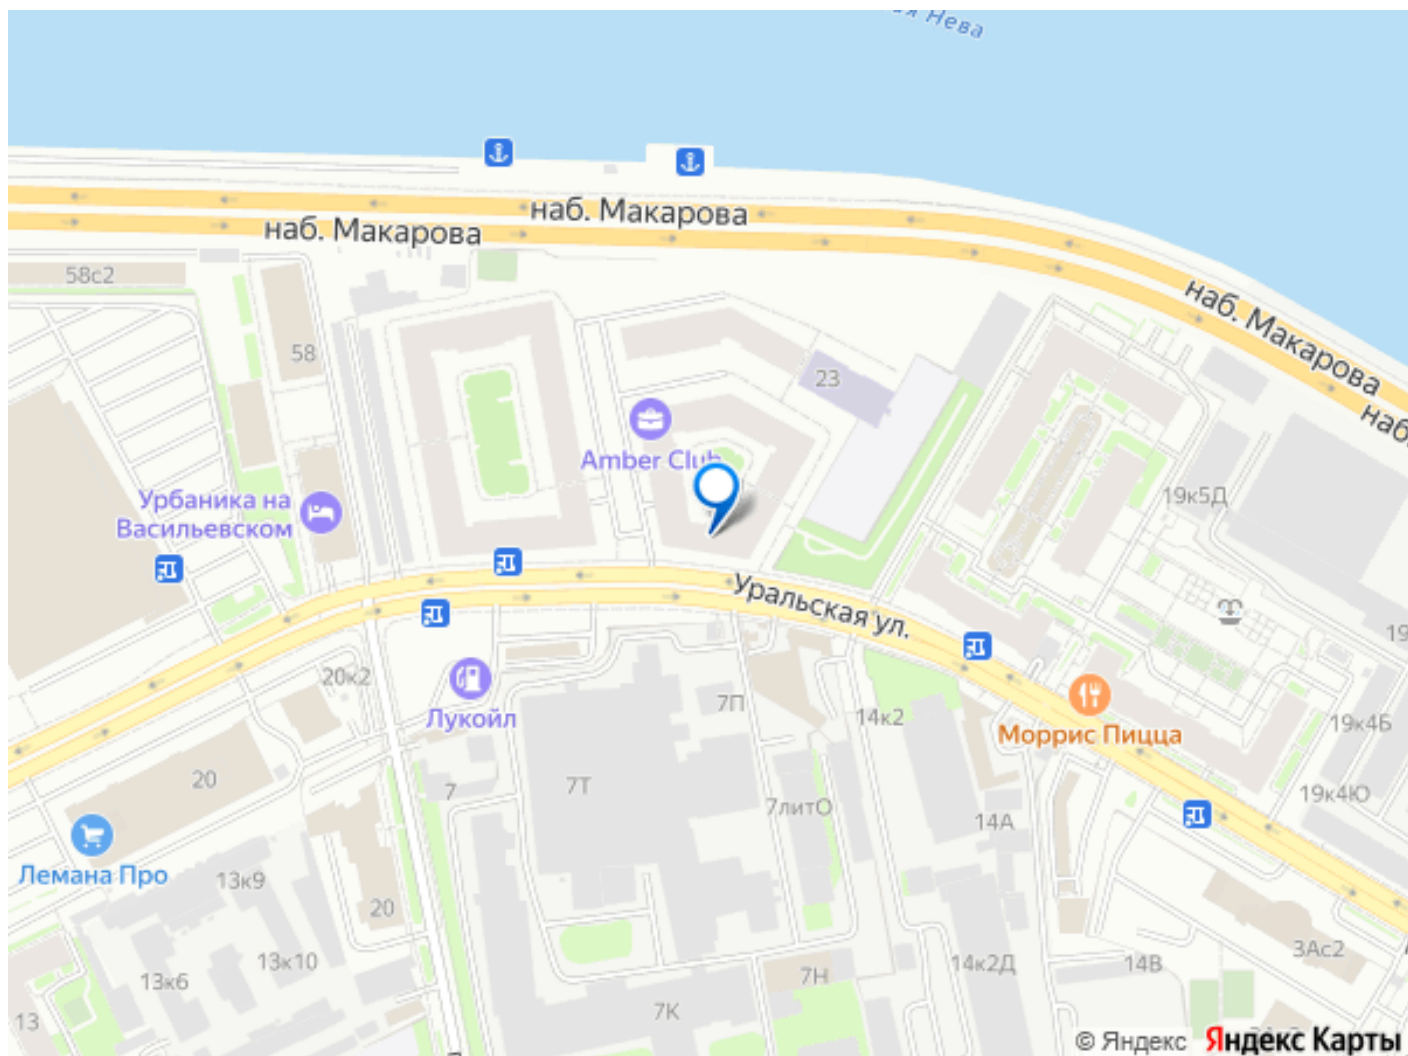 Нева
наб. Макарова
наб. Макарова
58с2
наб. Макарова
58
23
наб.
Amber Club
Урбаника на
Васильевском
19к5Д
Уральская ул.
19
20к2
7П
14к2
Лукойл
Моррис Пицца
19к4Б
20
7
7Т
7литО
19к4Ю
14А
Лемана Про
13к9
20
13к10
3Ас2
13к6
7Н
14к2Д
14В
13
7К
© Яндекс
Яндекс Карты